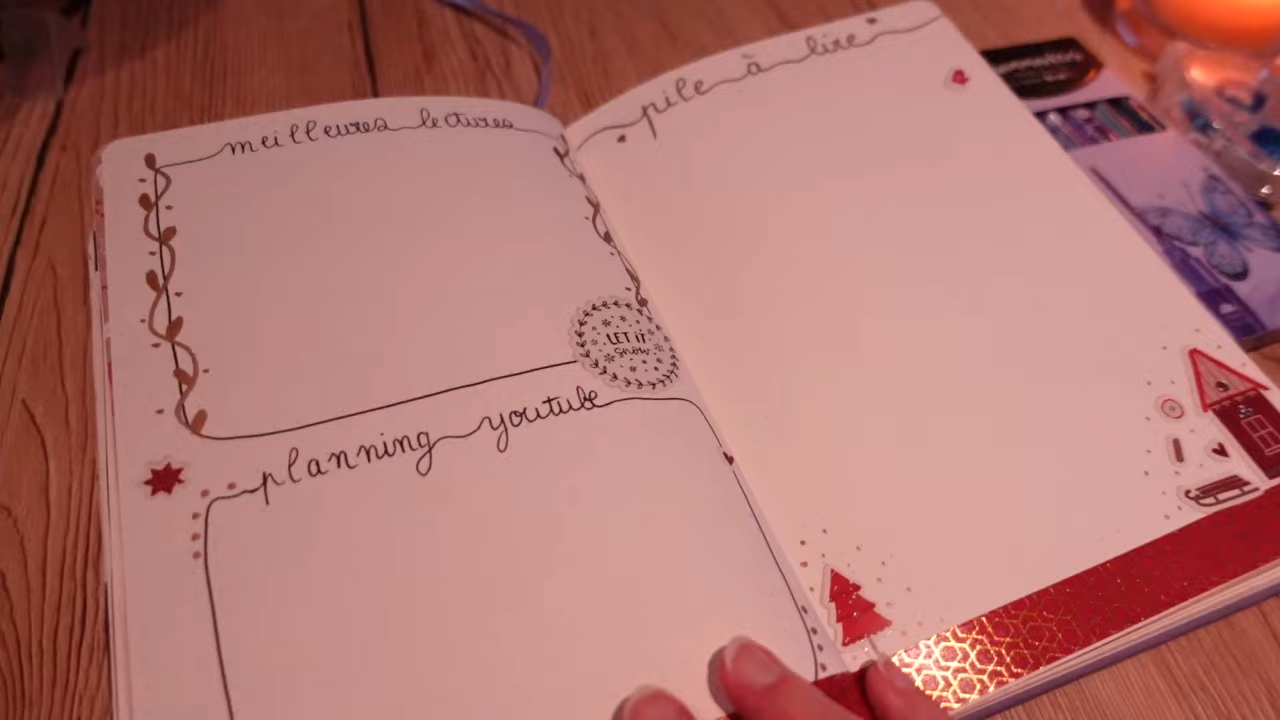 meilleures lectures
LET IT
snow
planning youtube
pile à lire